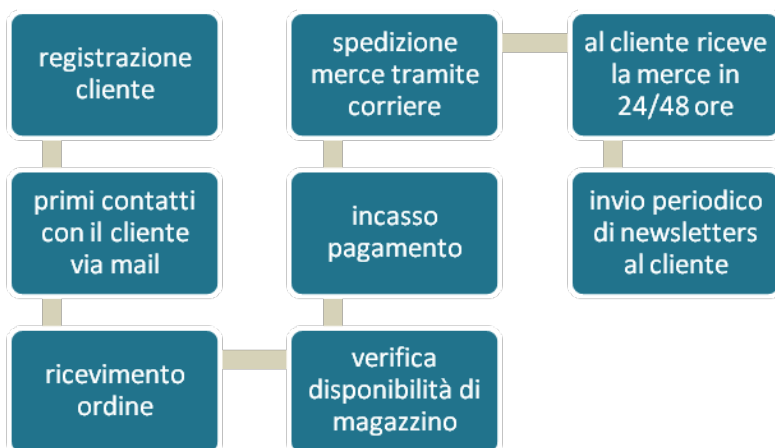 registrazione
cliente
primi contatti
con il cliente
via mail
ricevimento
ordine
verifica
disponibilità di
magazzino
incasso
pagamento
spedizione
merce tramite
corriere
al cliente riceve
la merce in
24/48 ore
invio periodico
di newsletters
al cliente